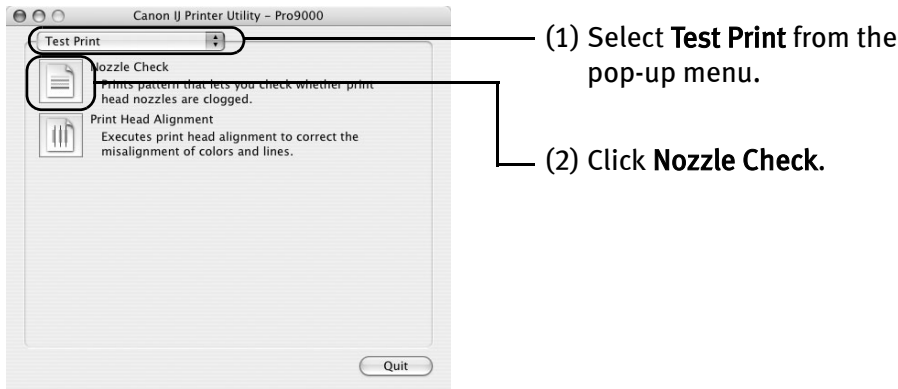 Canon IJ Printer Utility – Pro9000
Test Print
Nozzle Check
Prints pattern that lets you check whether print
head nozzles are clogged.
Print Head Alignment
Executes print head alignment to correct the
misalignment of colors and lines.
Quit
(1) Select Test Print from the
pop-up menu.
(2) Click Nozzle Check.